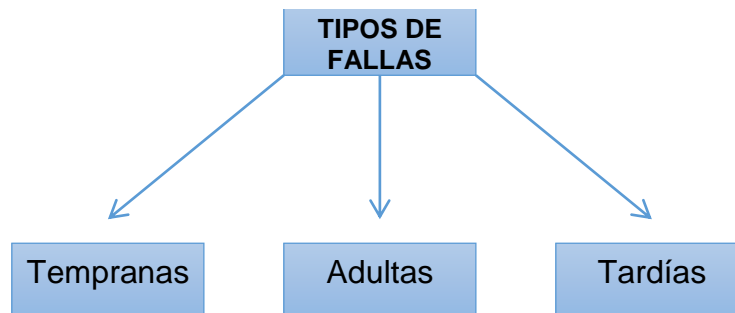 TIPOS DE
FALLAS
Tempranas
Adultas
Tardías